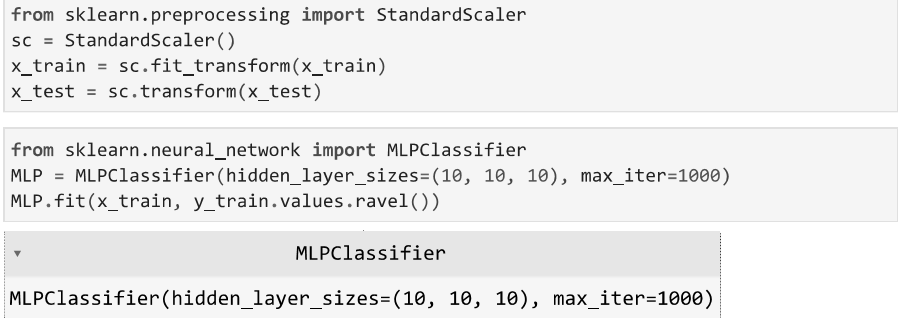 from sklearn.preprocessing import StandardScaler
sc = StandardScaler()
x_train = sc.fit_transform(x_train)
x_test = sc.transform(x_test)
from sklearn.neural_network import MLPClassifier
MLP = MLPClassifier(hidden_layer_sizes=(10, 10, 10), max_iter=1000)
MLP.fit(x_train, y_train.values.ravel())
MLPClassifier
MLPClassifier(hidden_layer_sizes=(10, 10, 10), max_iter=1000)